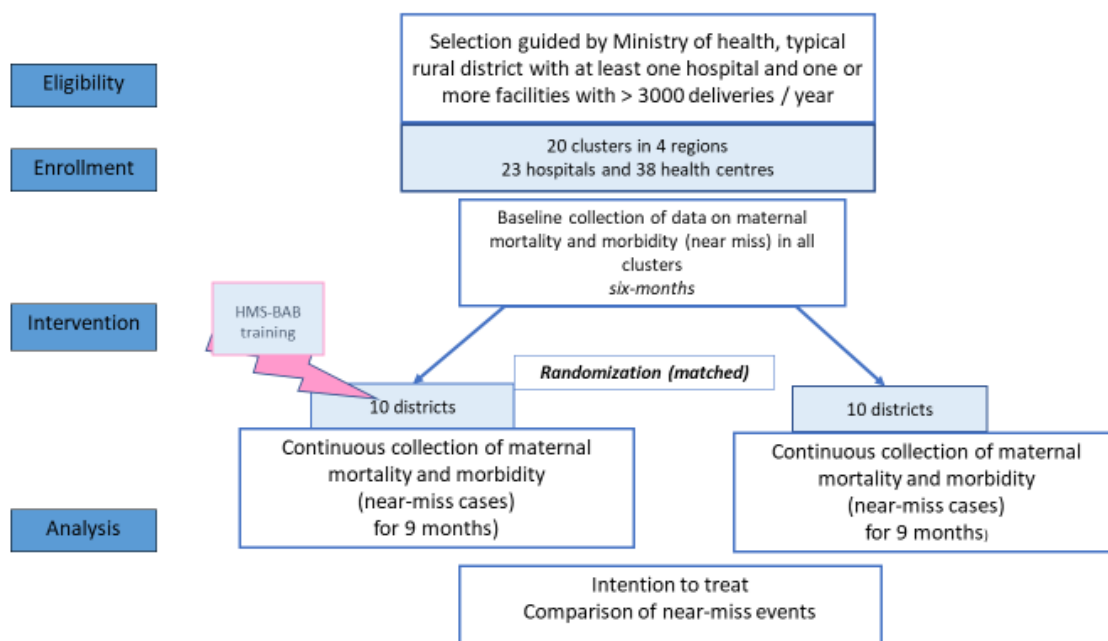 Eligibility
Selection guided by Ministry of health, typical
rural district with at least one hospital and one or
more facilities with > 3000 deliveries / year
Enrollment
20 clusters in 4 regions
23 hospitals and 38 health centres
Baseline collection of data on maternal
mortality and morbidity (near miss) in all
clusters
six-months
Intervention
HMS-BAB
training
Randomization (matched)
10 districts
10 districts
Continuous collection of maternal
mortality and morbidity
(near-miss cases)
for 9 months)
Continuous collection of maternal
mortality and morbidity
(near-miss cases)
for 9 months)
Analysis
Intention to treat
Comparison of near-miss events